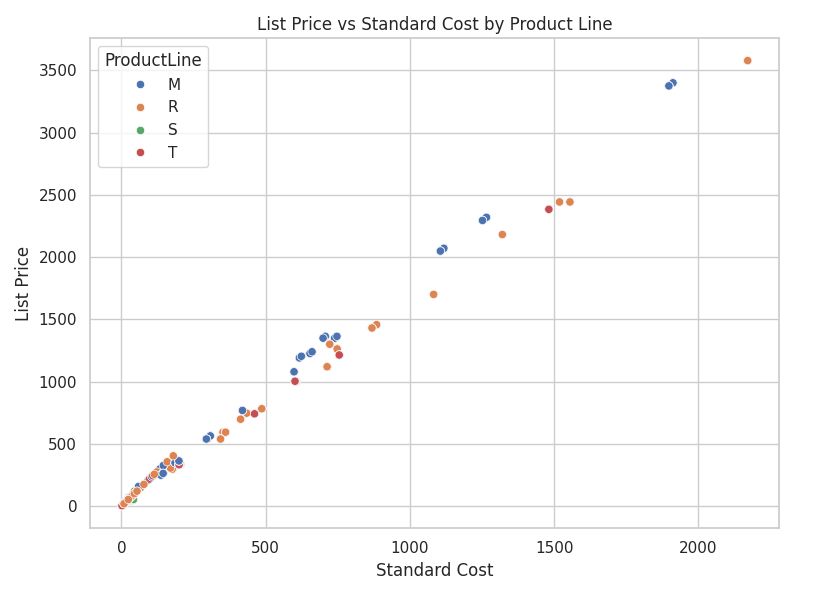 List Price vs Standard Cost by Product Line
ProductLine
M
R
S
T
3500
3000
2500
2000
1500
1000
500
0
List Price
0 500 1000 1500 2000
Standard Cost